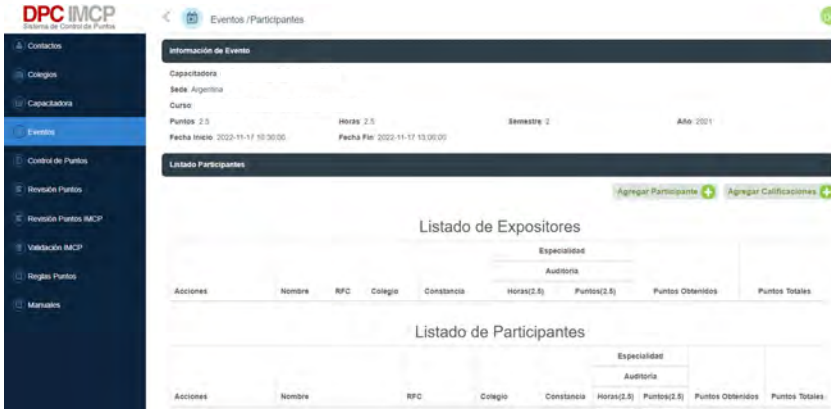 DPC IMCP
Sistema de Control de Puntos
Contactos
Colegios
Capacitadora
Eventos
Control de Puntos
Revisión Puntos
Revisión Puntos IMCP
Validación IMCP
Reglas Puntos
Manuales
Eventos /Participantes
Información de Evento
Capacitadora
Sede Argentina
Curso
Puntos 2.5 Horas 2.5 Semestre 2 Año 2021
Fecha Inicio 2022-11-17 10:30:00 Fecha Fin 2022-11-17 13:00:00
Listado Participantes
Agregar Participante Agregar Calificaciones
Listado de Expositores
Especialidad
Auditoria
Acciones Nombre RFC Colegio Constancia Horas(2.5) Puntos(2.5) Puntos Obtenidos Puntos Totales
Listado de Participantes
Especialidad
Auditoria
Acciones Nombre RFC Colegio Constancia Horas(2.5) Puntos(2.5) Puntos Obtenidos Puntos Totales